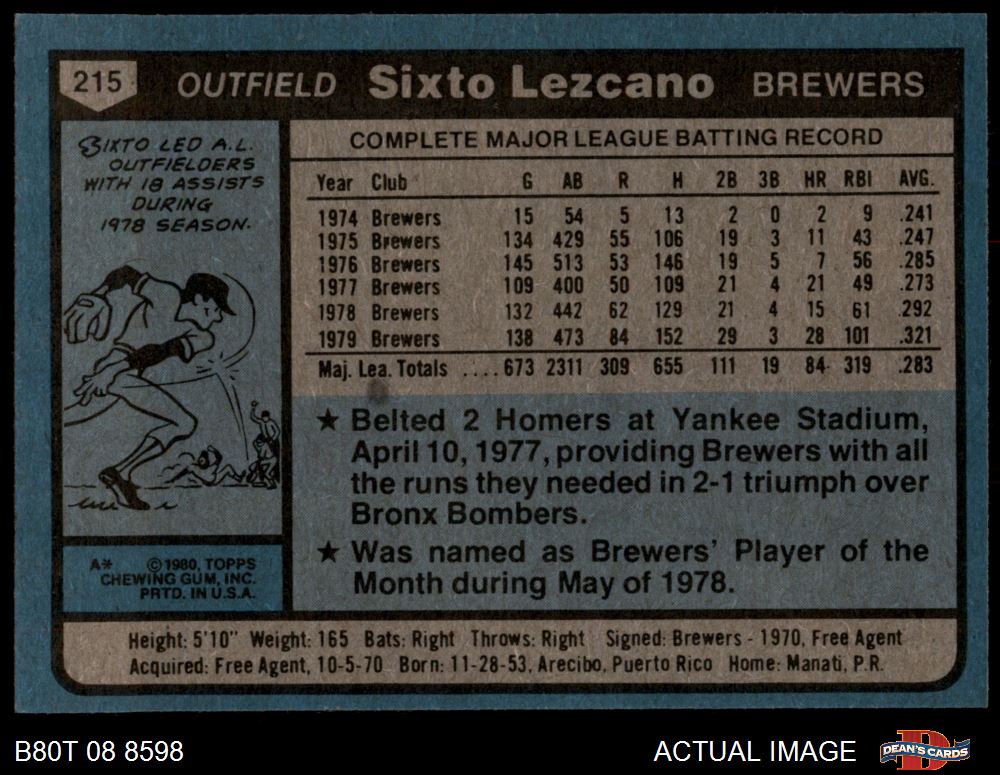 215 OUTFIELD Sixto Lezcano BREWERS
SIXTO LED A.L.
OUTFIELDERS
WITH 18 ASSISTS
DURING
1978 SEASON.
COMPLETE MAJOR LEAGUE BATTING RECORD
Year Club G AB R H 2B 3B HR RBI AVG.
1974 Brewers 15 54 5 13 2 0 2 9 .241
1975 Brewers 134 429 55 106 19 3 11 43 .247
1976 Brewers 145 513 53 146 19 5 7 56 .285
1977 Brewers 109 400 50 109 21 4 21 49 .273
1978 Brewers 132 442 62 129 21 4 15 61 .292
1979 Brewers 138 473 84 152 29 3 28 101 .321
Maj. Lea. Totals .... 673 2311 309 655 111 19 84 319 .283
★ Belted 2 Homers at Yankee Stadium,
April 10, 1977, providing Brewers with all
the runs they needed in 2-1 triumph over
Bronx Bombers.
★ Was named as Brewers' Player of the
Month during May of 1978.
A* ©1980, TOPPS
CHEWING GUM, INC.
PRTD. IN U.S.A.
Height: 5'10" Weight: 165 Bats: Right Throws: Right Signed: Brewers - 1970, Free Agent
Acquired: Free Agent, 10-5-70 Born: 11-28-53, Arecibo, Puerto Rico Home: Manati, P.R.
B80T 08 8598 ACTUAL IMAGE DEAN'S CARDS